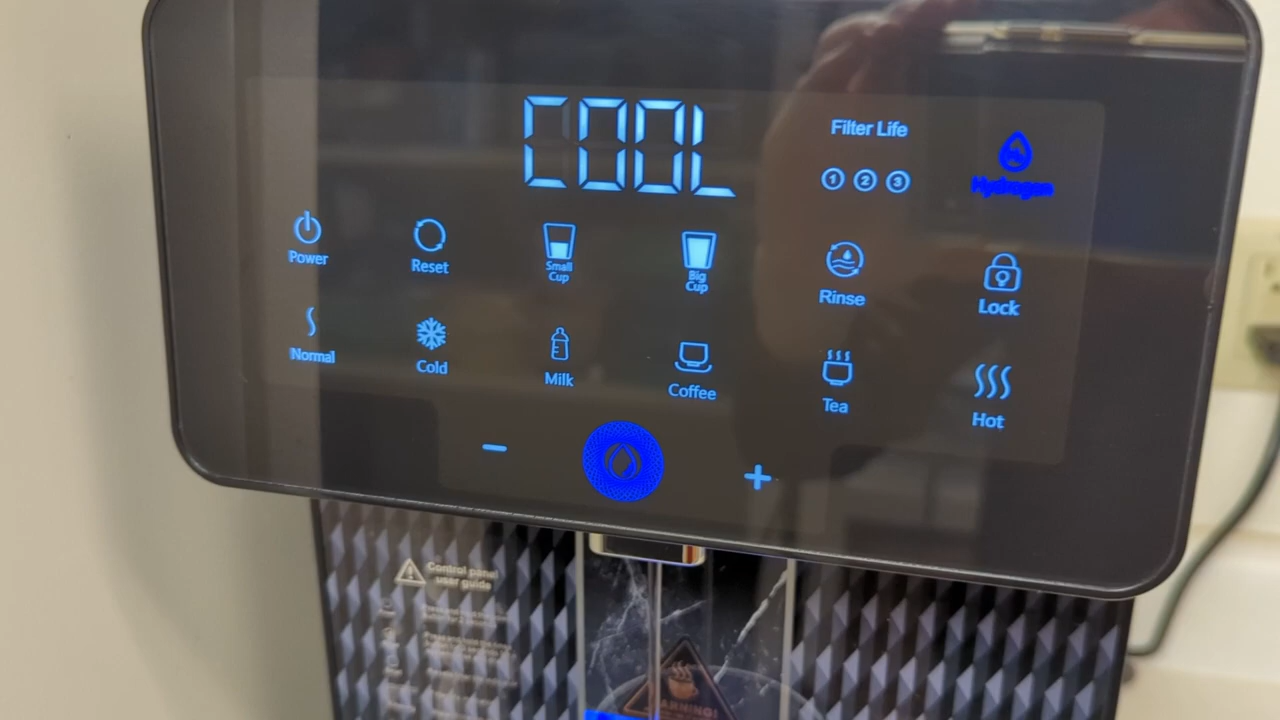 COOL
Filter Life
1 2 3
Hydrogen
Power
Reset
Small
Cup
Big
Cup
Rinse
Lock
Normal
Cold
Milk
Coffee
Tea
Hot
Control panel
user guide
WARNING!